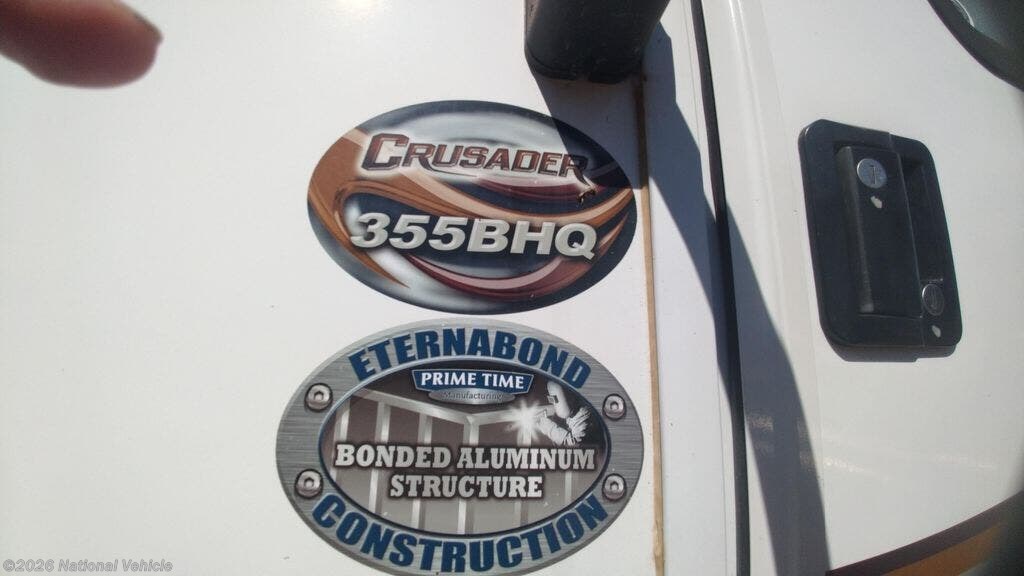 CRUSADER
355BHQ
ETERNABOND
PRIME TIME
Manufacturing
BONDED ALUMINUM
STRUCTURE
CONSTRUCTION
©2026 National Vehicle